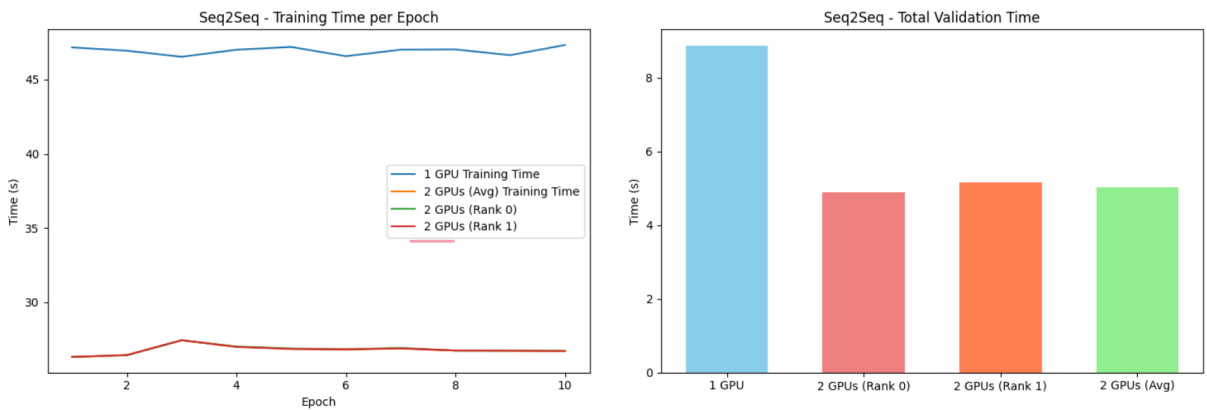 Seq2Seq - Training Time per Epoch
Time (s)
45
40
35
30
1 GPU Training Time
2 GPUs (Avg) Training Time
2 GPUs (Rank 0)
2 GPUs (Rank 1)
2
4
6
8
10
Epoch
Seq2Seq - Total Validation Time
Time (s)
8
6
4
2
0
1 GPU
2 GPUs (Rank 0)
2 GPUs (Rank 1)
2 GPUs (Avg)